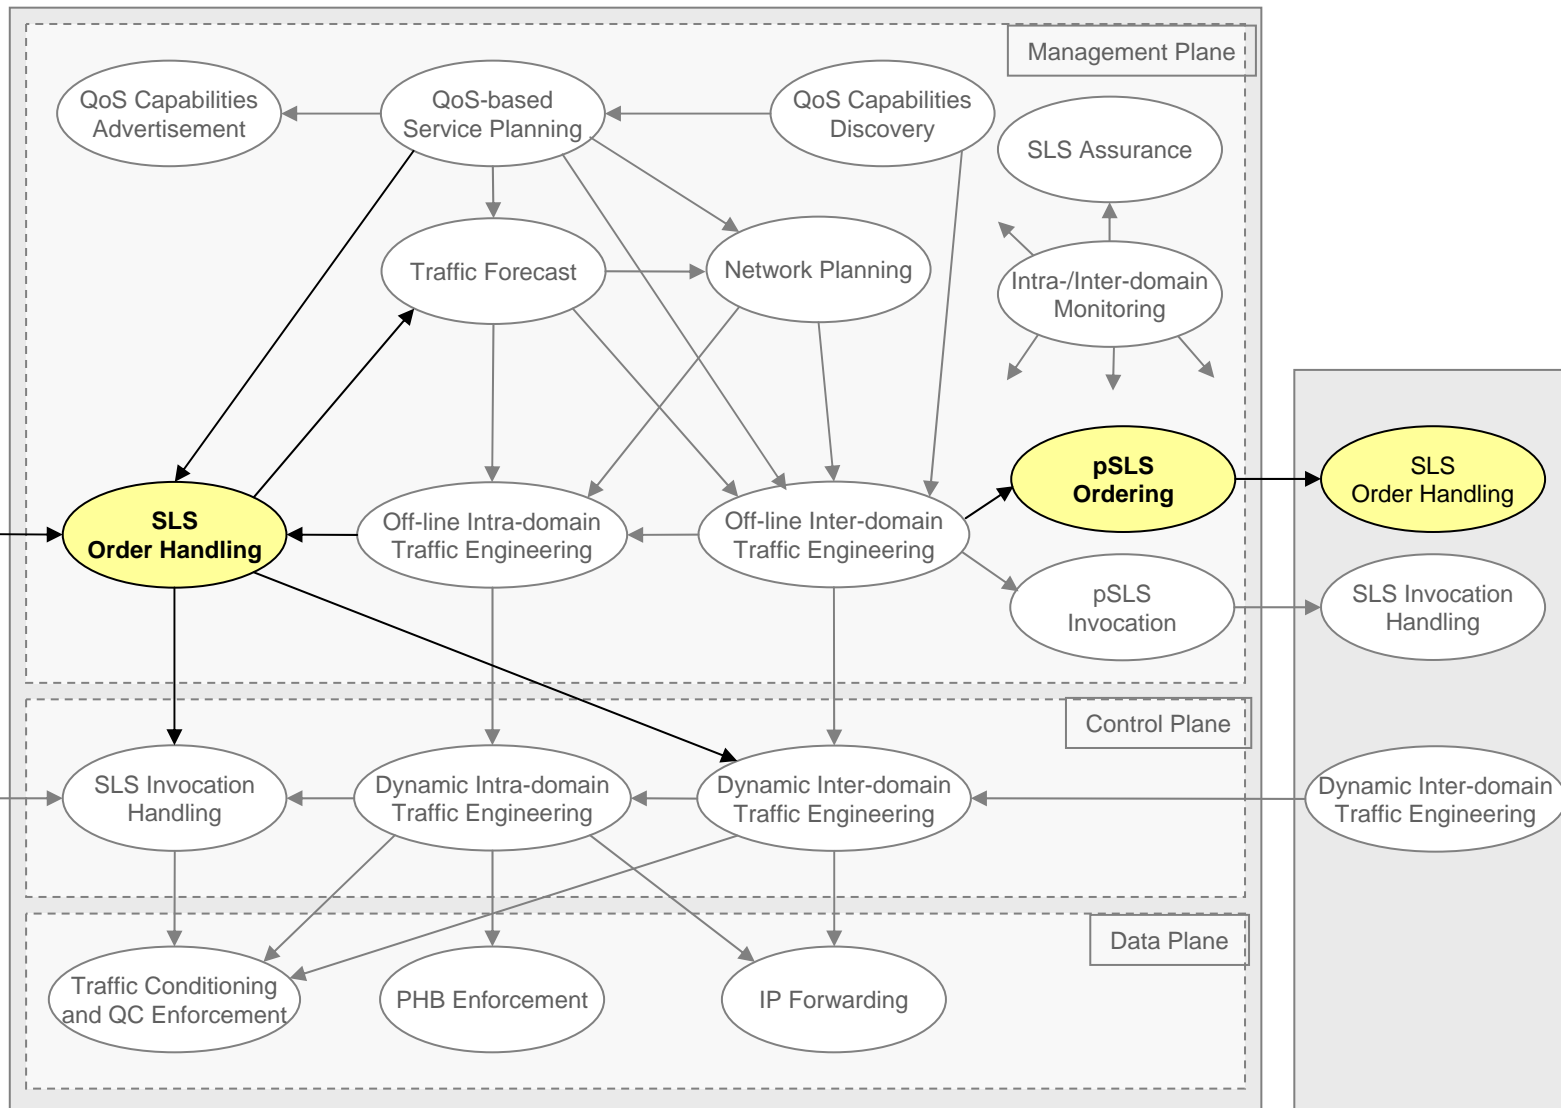 Management Plane
QoS Capabilities
Advertisement
QoS-based
Service Planning
QoS Capabilities
Discovery
SLS Assurance
Traffic Forecast
Network Planning
Intra-/Inter-domain
Monitoring
SLS
Order Handling
Off-line Intra-domain
Traffic Engineering
Off-line Inter-domain
Traffic Engineering
pSLS
Ordering
SLS
Order Handling
pSLS
Invocation
SLS Invocation
Handling
Control Plane
SLS Invocation
Handling
Dynamic Intra-domain
Traffic Engineering
Dynamic Inter-domain
Traffic Engineering
Dynamic Inter-domain
Traffic Engineering
Data Plane
Traffic Conditioning
and QC Enforcement
PHB Enforcement
IP Forwarding